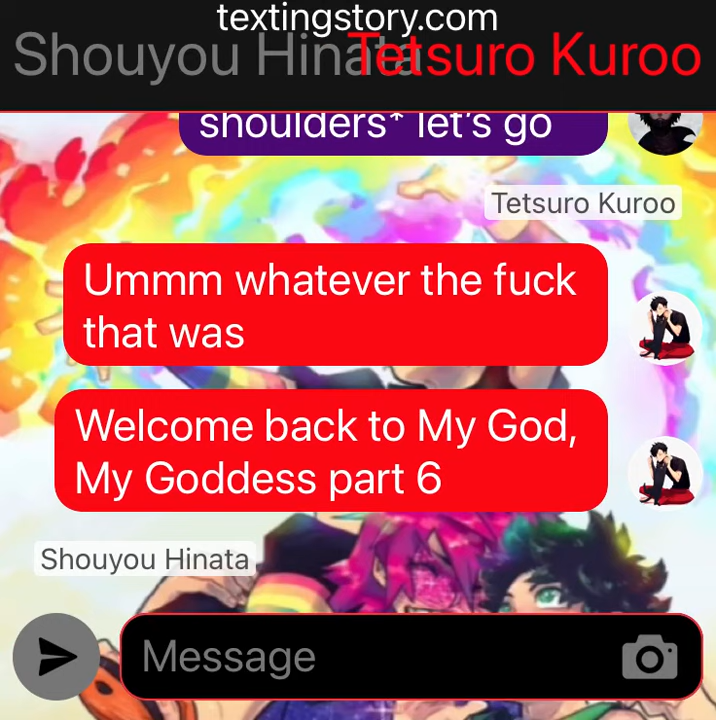 textingstory.com
Shouyou Hinata Tetsuro Kuroo
shoulders* let's go
Tetsuro Kuroo
Ummm whatever the fuck
that was
Welcome back to My God,
My Goddess part 6
Shouyou Hinata
Message